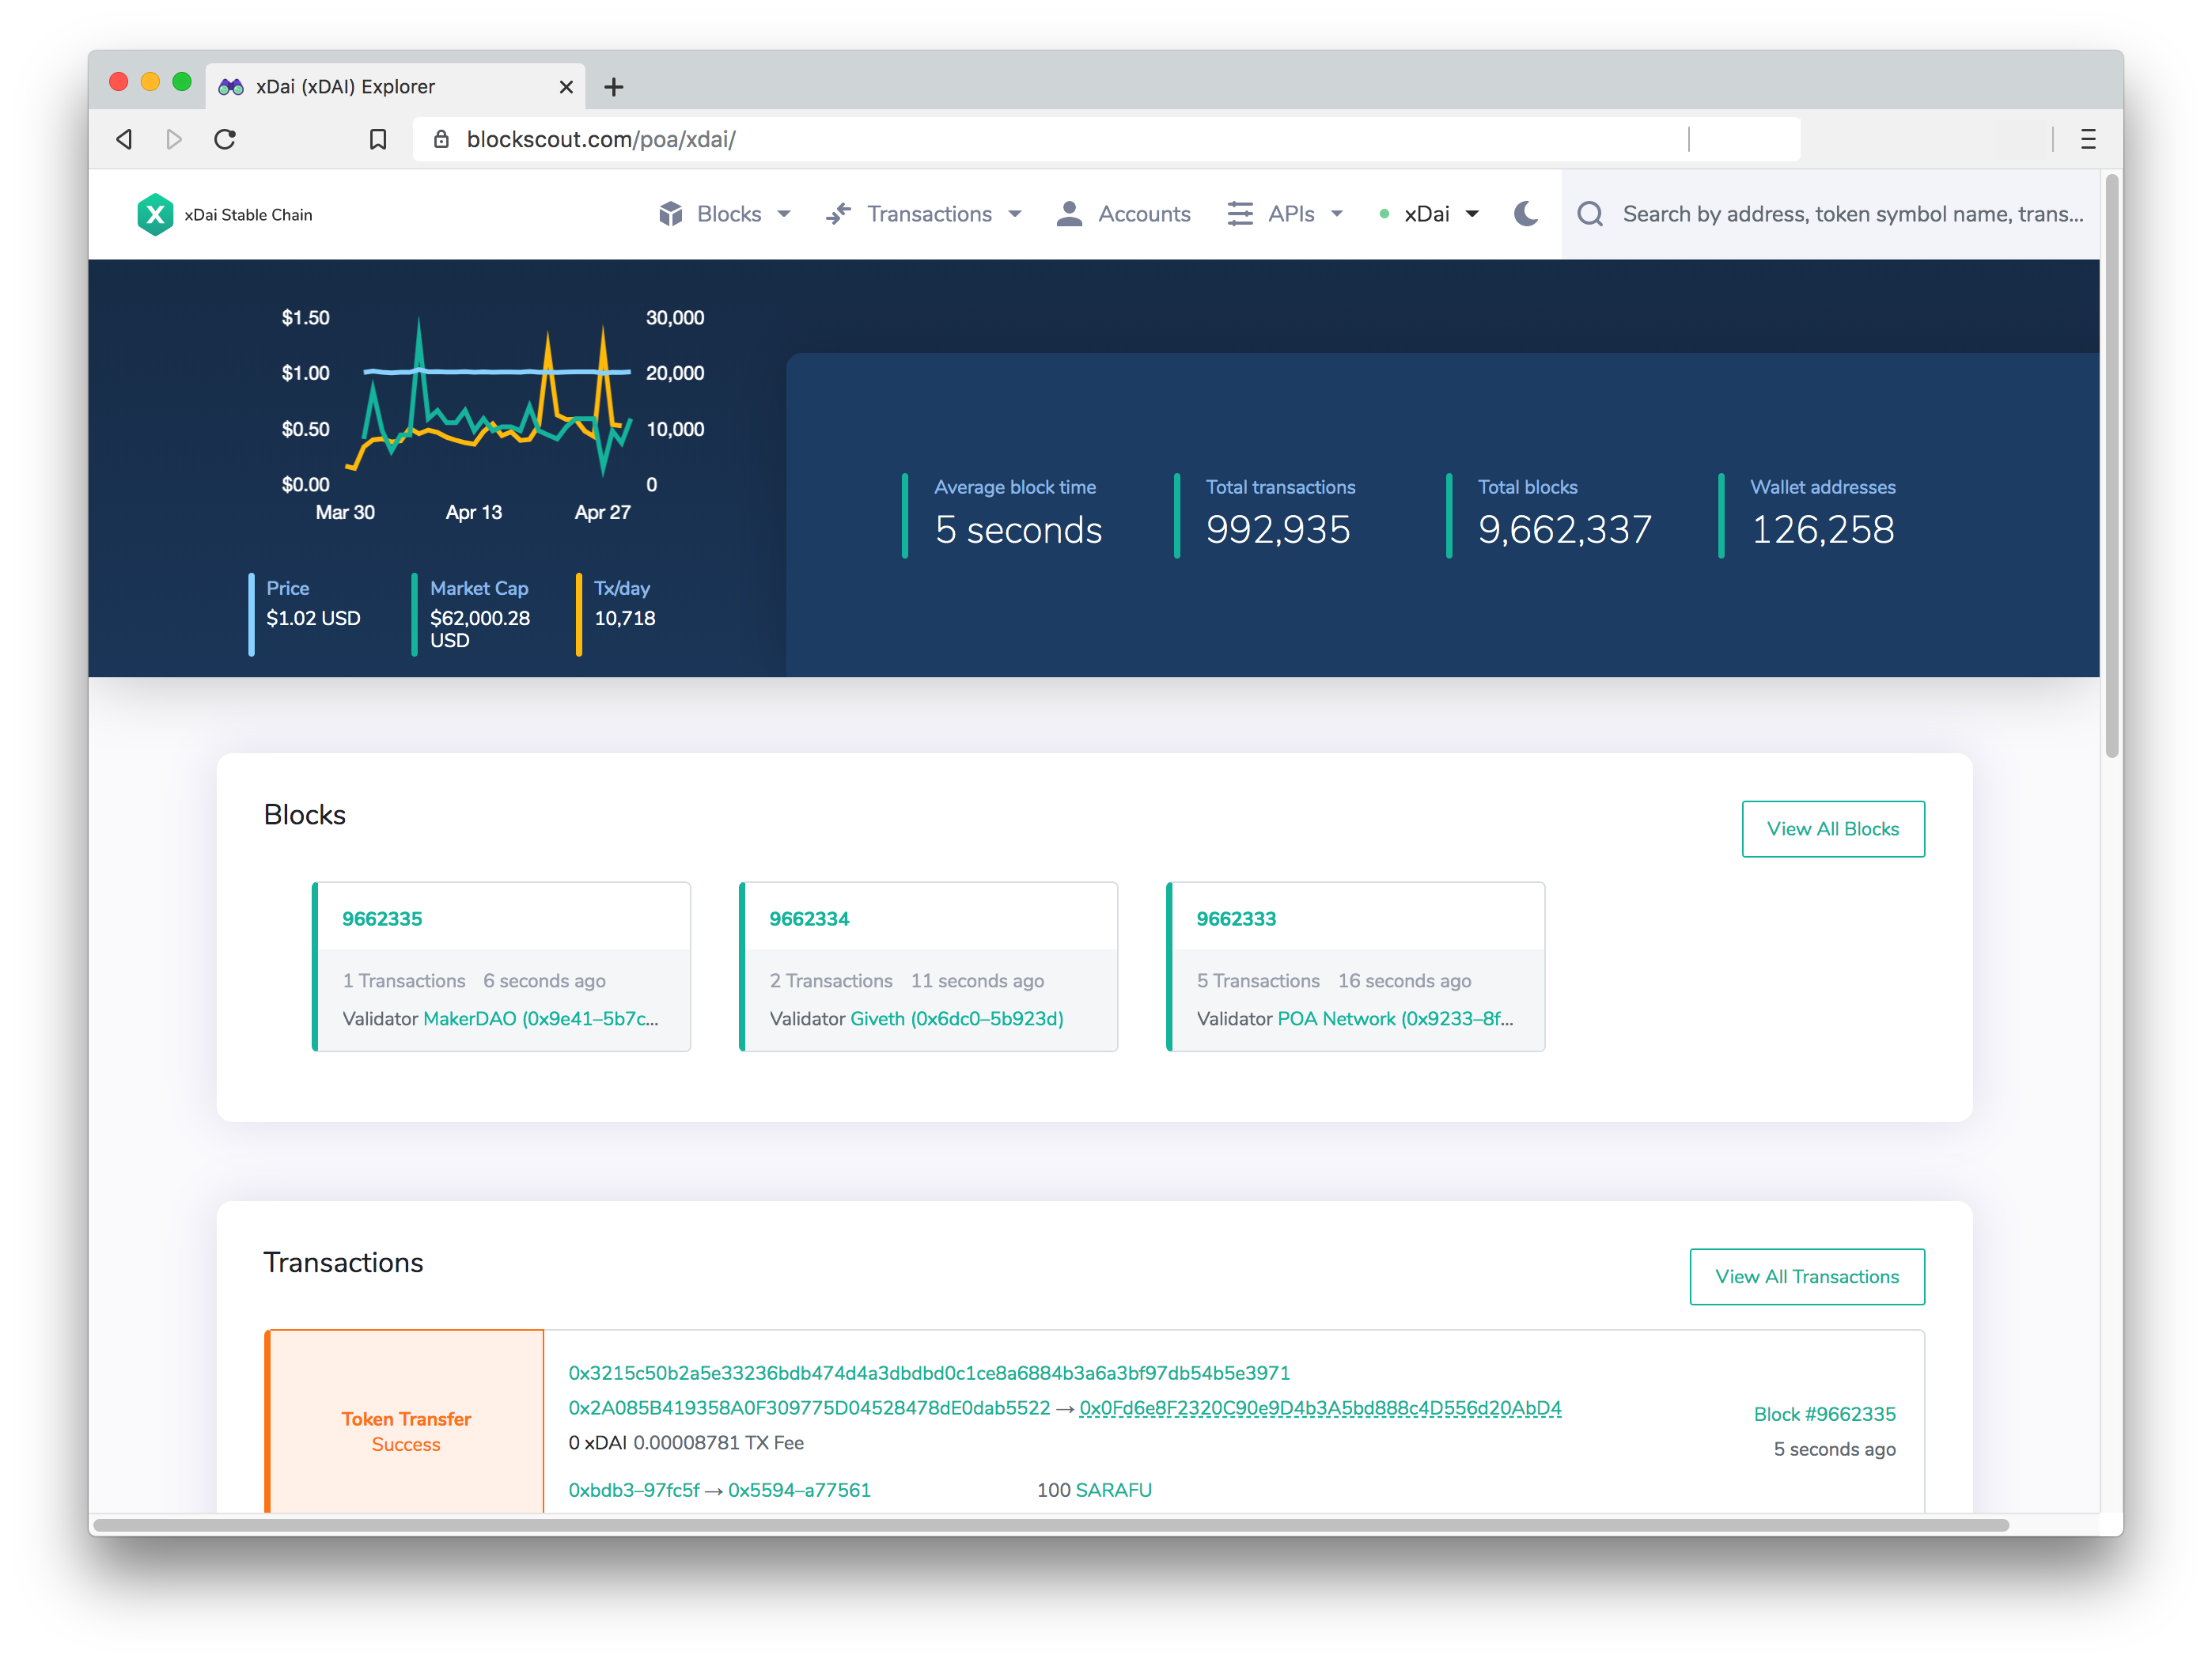 xDai (xDAI) Explorer
blockscout.com/poa/xdai/
xDai Stable Chain
Blocks
Transactions
Accounts
APIs
xDai
Search by address, token symbol name, trans...
$1.50
30,000
$1.00
20,000
$0.50
10,000
$0.00
0
Mar 30
Apr 13
Apr 27
Price
$1.02 USD
Market Cap
$62,000.28
USD
Tx/day
10,718
Average block time
5 seconds
Total transactions
992,935
Total blocks
9,662,337
Wallet addresses
126,258
Blocks
View All Blocks
9662335
1 Transactions 6 seconds ago
Validator MakerDAO (0x9e41–5b7c...
9662334
2 Transactions 11 seconds ago
Validator Giveth (0x6dc0–5b923d)
9662333
5 Transactions 16 seconds ago
Validator POA Network (0x9233–8f...
Transactions
View All Transactions
Token Transfer
Success
0x3215c50b2a5e33236bdb474d4a3dbdbd0c1ce8a6884b3a6a3bf97db54b5e3971
0x2A085B419358A0F309775D04528478dE0dab5522 → 0x0Fd6e8F2320C90e9D4b3A5bd888c4D556d20AbD4
0 xDAI 0.00008781 TX Fee
0xbdb3–97fc5f → 0x5594–a77561
100 SARAFU
Block #9662335
5 seconds ago